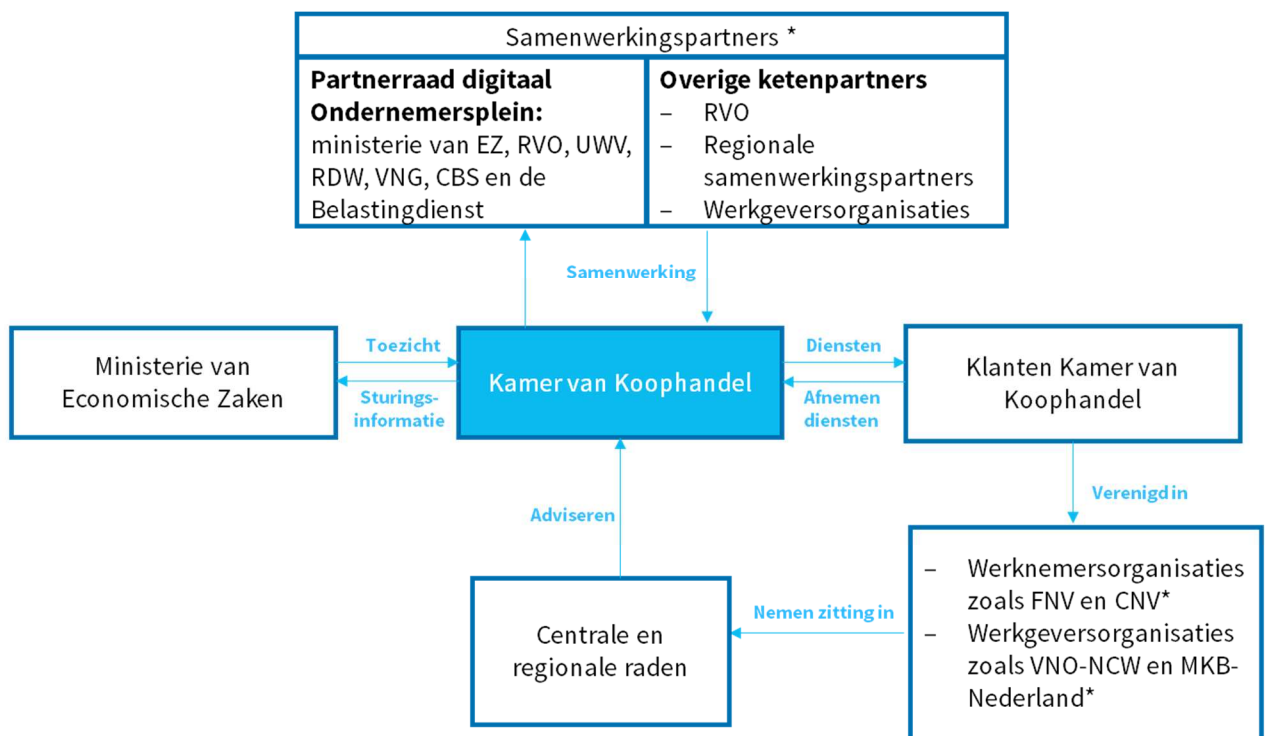 Samenwerkingspartners *
Partnerraad digitaal
Ondernemersplein:
ministerie van EZ, RVO, UWV,
RDW, VNG, CBS en de
Belastingdienst
Overige ketenpartners
– RVO
– Regionale
samenwerkingspartners
– Werkgeversorganisaties
Samenwerking
Ministerie van
Economische Zaken
Toezicht
Sturings-
informatie
Kamer van Koophandel
Diensten
Afnemen
diensten
Klanten Kamer van
Koophandel
Verenigd in
Adviseren
Centrale en
regionale raden
Nemen zitting in
– Werknemersorganisaties
zoals FNV en CNV*
– Werkgeversorganisaties
zoals VNO-NCW en MKB-
Nederland*